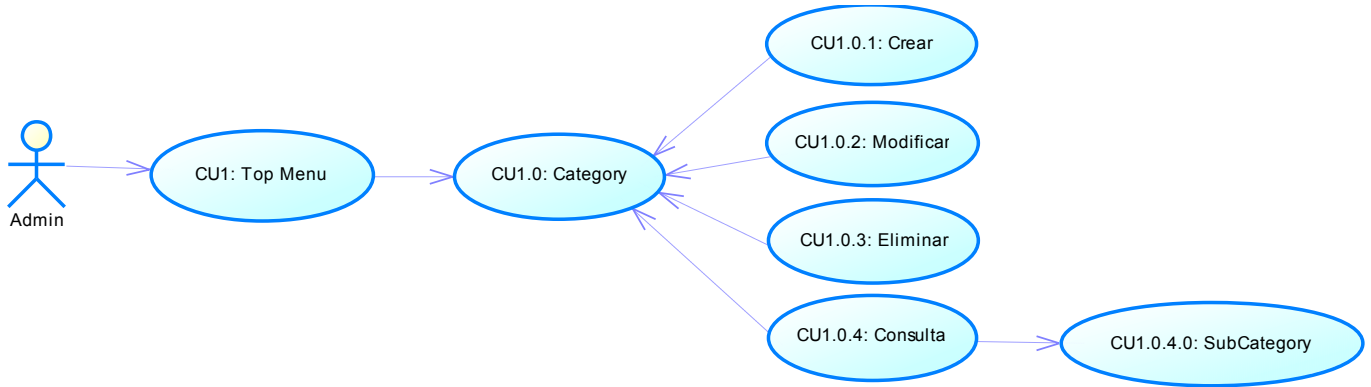 CU1.0.1: Crear
CU1.0.2: Modificar
Admin
CU1: Top Menu
CU1.0: Category
CU1.0.3: Eliminar
CU1.0.4: Consulta
CU1.0.4.0: SubCategory